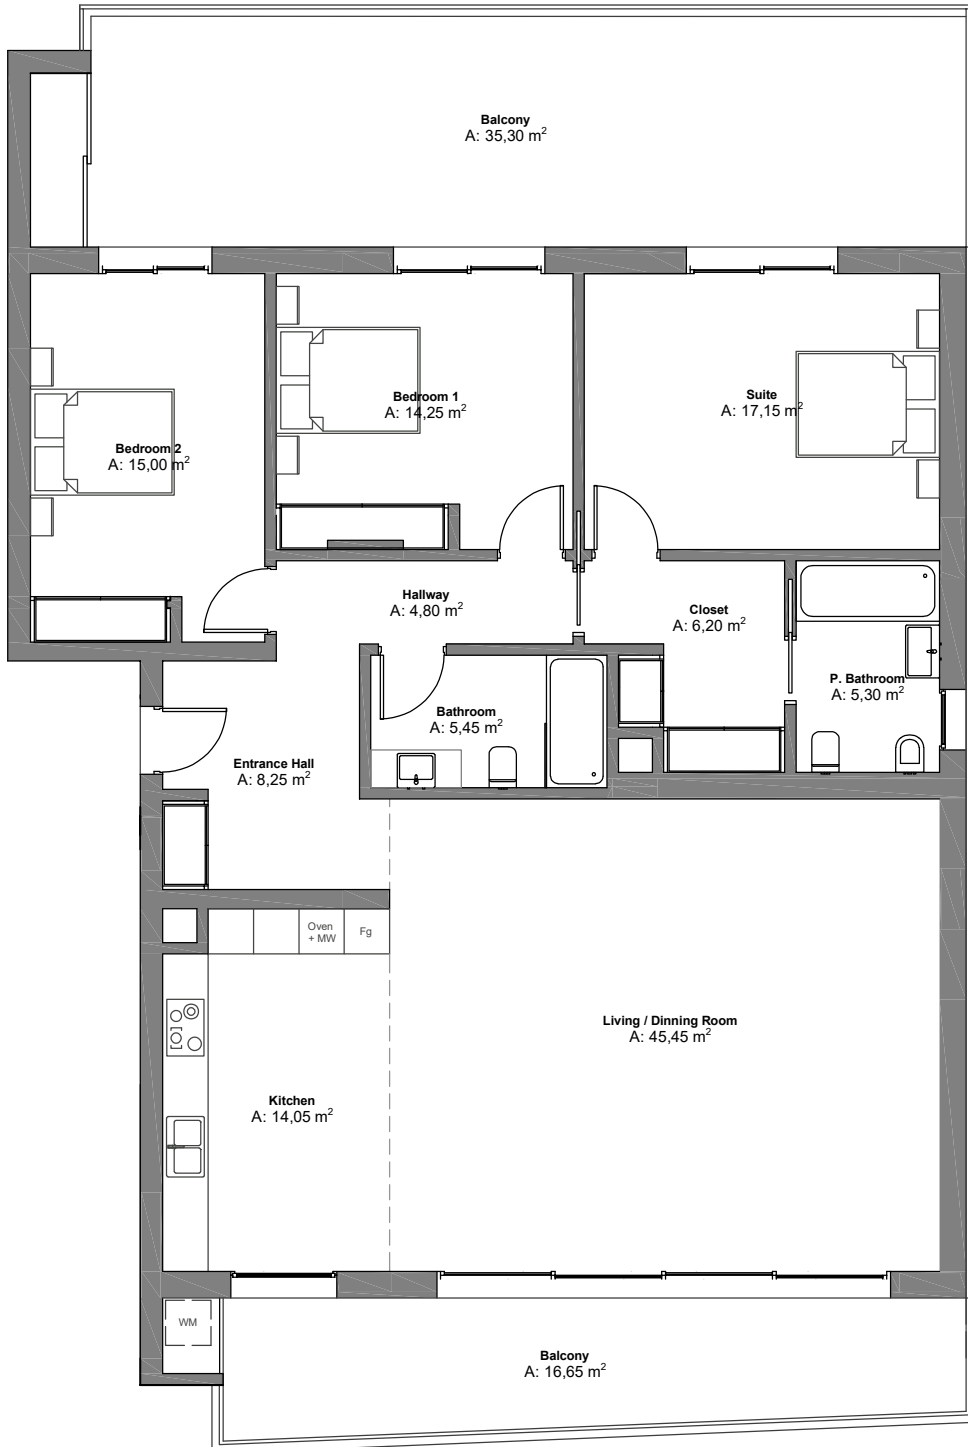 Balcony
A: 35,30 m²
Bedroom 1
A: 14,25 m²
Suite
A: 17,15 m²
Bedroom 2
A: 15,00 m²
Hallway
A: 4,80 m²
Closet
A: 6,20 m²
P. Bathroom
A: 5,30 m²
Bathroom
A: 5,45 m²
Entrance Hall
A: 8,25 m²
Oven
+ MW
Fg
Living / Dinning Room
A: 45,45 m²
Kitchen
A: 14,05 m²
WM
Balcony
A: 16,65 m²